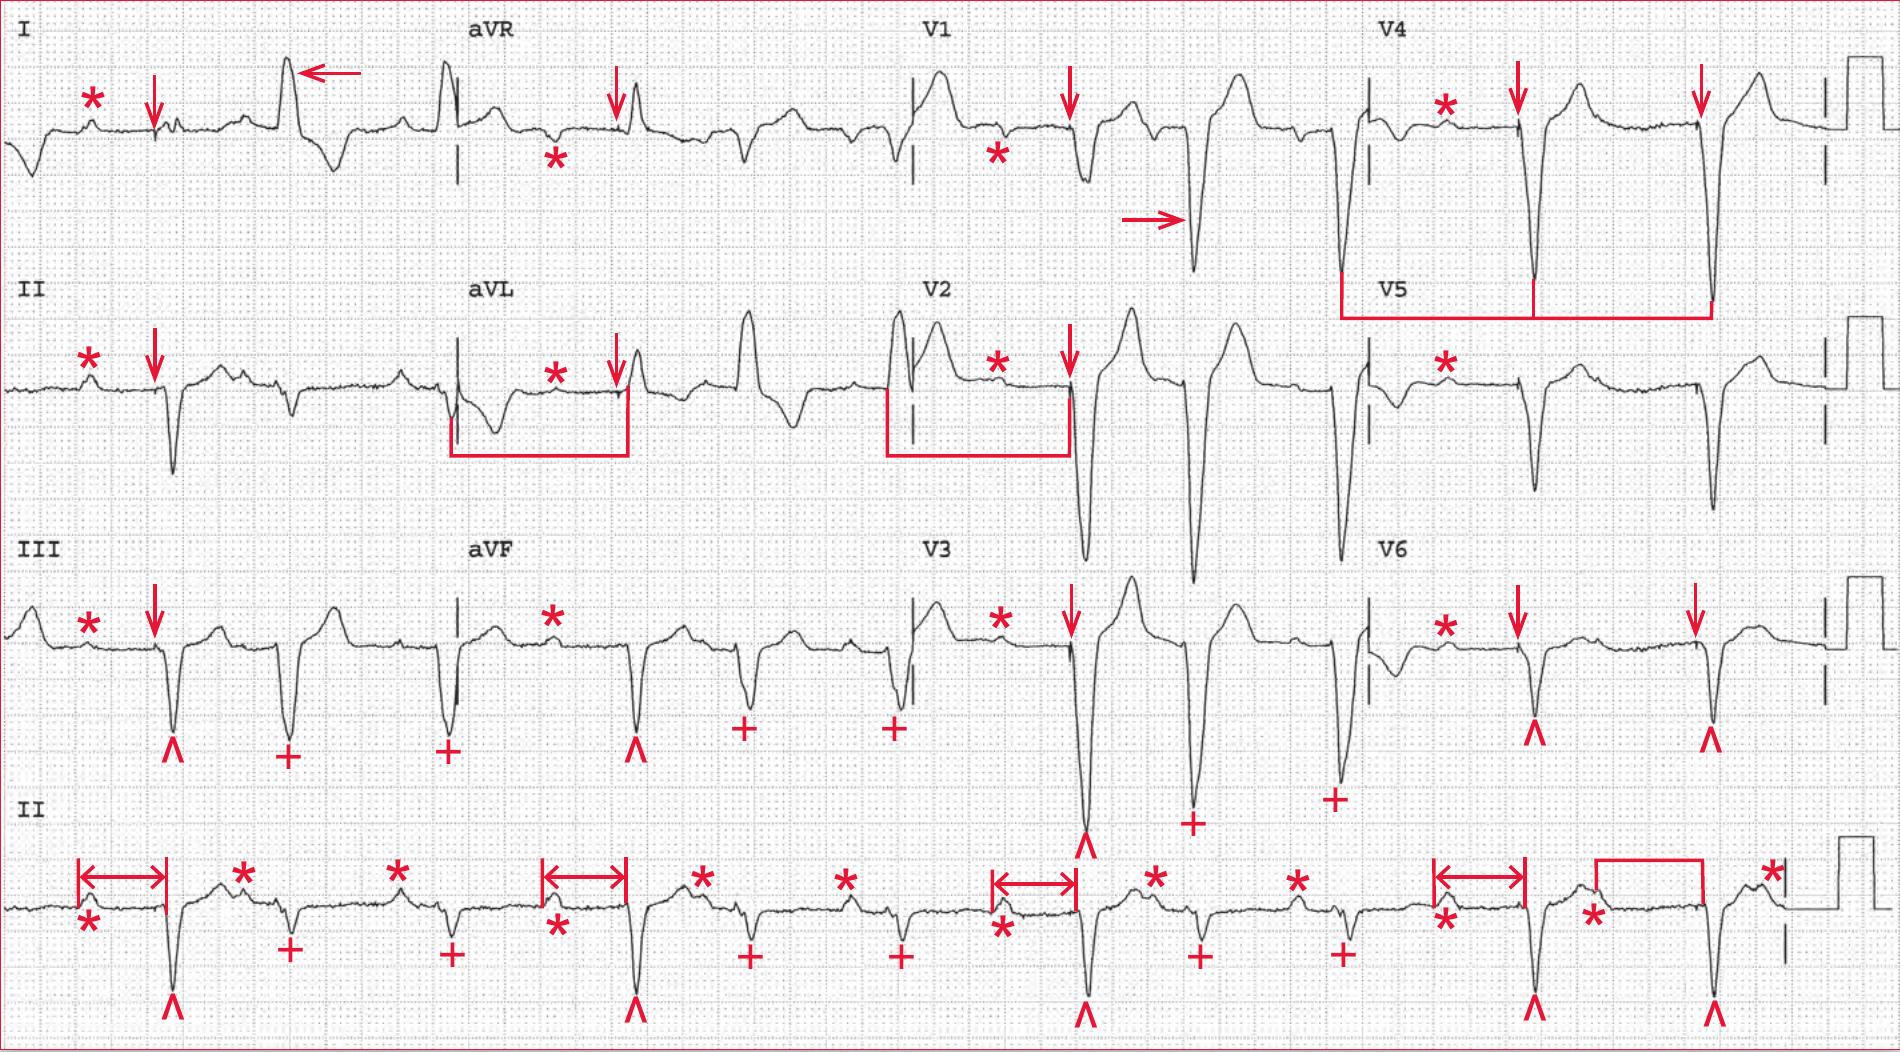 I aVR V1 V4
* *
* *
II aVL V2 V5
* * * *
III aVF V3 V6
* * * *
^ + + ^ + + ^ + + ^ ^
II
* * * * * * *
* * * * *
+ + + + + +
^ ^ ^ ^ ^